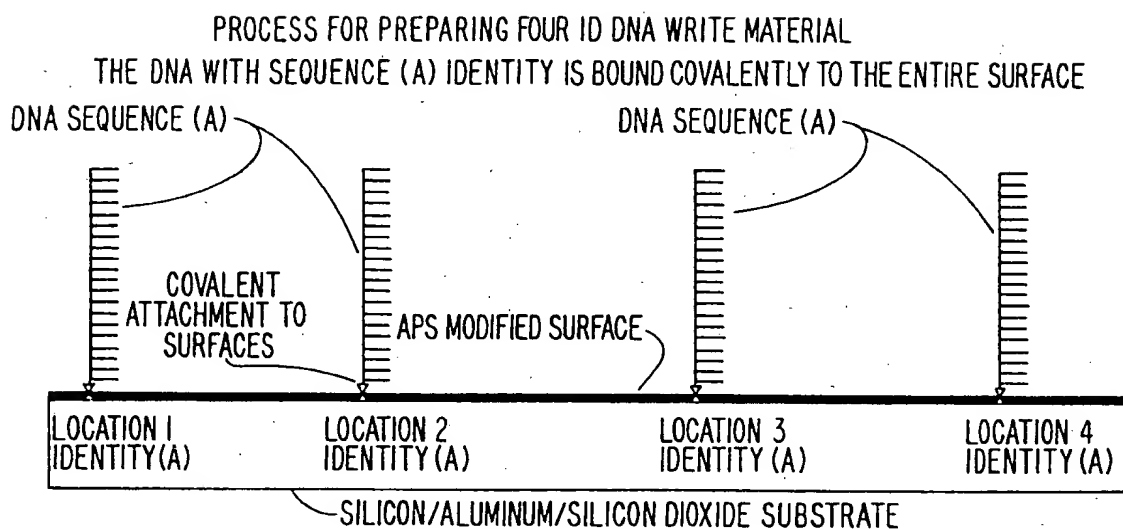 PROCESS FOR PREPARING FOUR ID DNA WRITE MATERIAL
THE DNA WITH SEQUENCE (A) IDENTITY IS BOUND COVALENTLY TO THE ENTIRE SURFACE
DNA SEQUENCE (A)
DNA SEQUENCE (A)
COVALENT
ATTACHMENT TO
SURFACES
APS MODIFIED SURFACE
LOCATION 1
IDENTITY (A)
LOCATION 2
IDENTITY (A)
LOCATION 3
IDENTITY (A)
LOCATION 4
IDENTITY (A)
SILICON/ALUMINUM/SILICON DIOXIDE SUBSTRATE